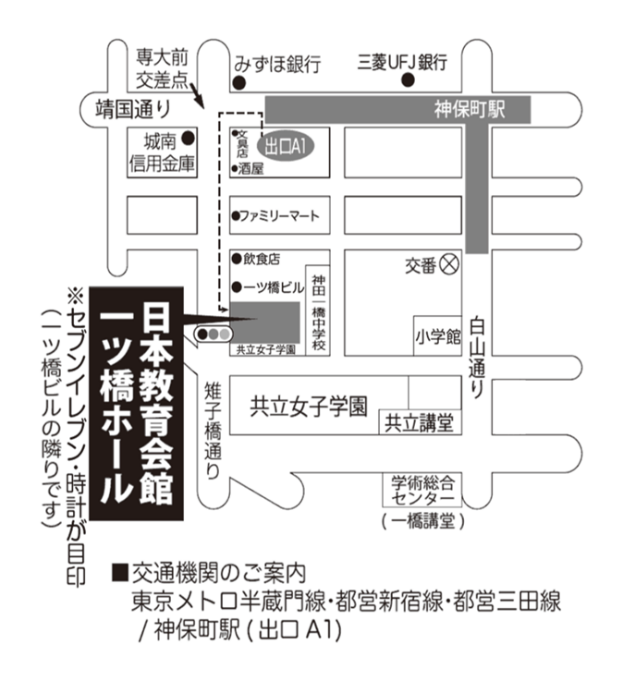 専大前
交差点
みずほ銀行
三菱UFJ銀行
靖国通り
神保町駅
城南
信用金庫
文具店
出口A1
酒屋
ファミリーマート
飲食店
一ツ橋ビル
神田一橋中学校
交番
小学館
白山通り
共立女子学園
日本教育会館
一ツ橋ホール
※セブンイレブン・時計が目印
(一ツ橋ビルの隣りです)
雉子橋通り
共立女子学園
共立講堂
学術総合
センター
(一橋講堂)
■交通機関のご案内
東京メトロ半蔵門線・都営新宿線・都営三田線
/神保町駅(出口A1)